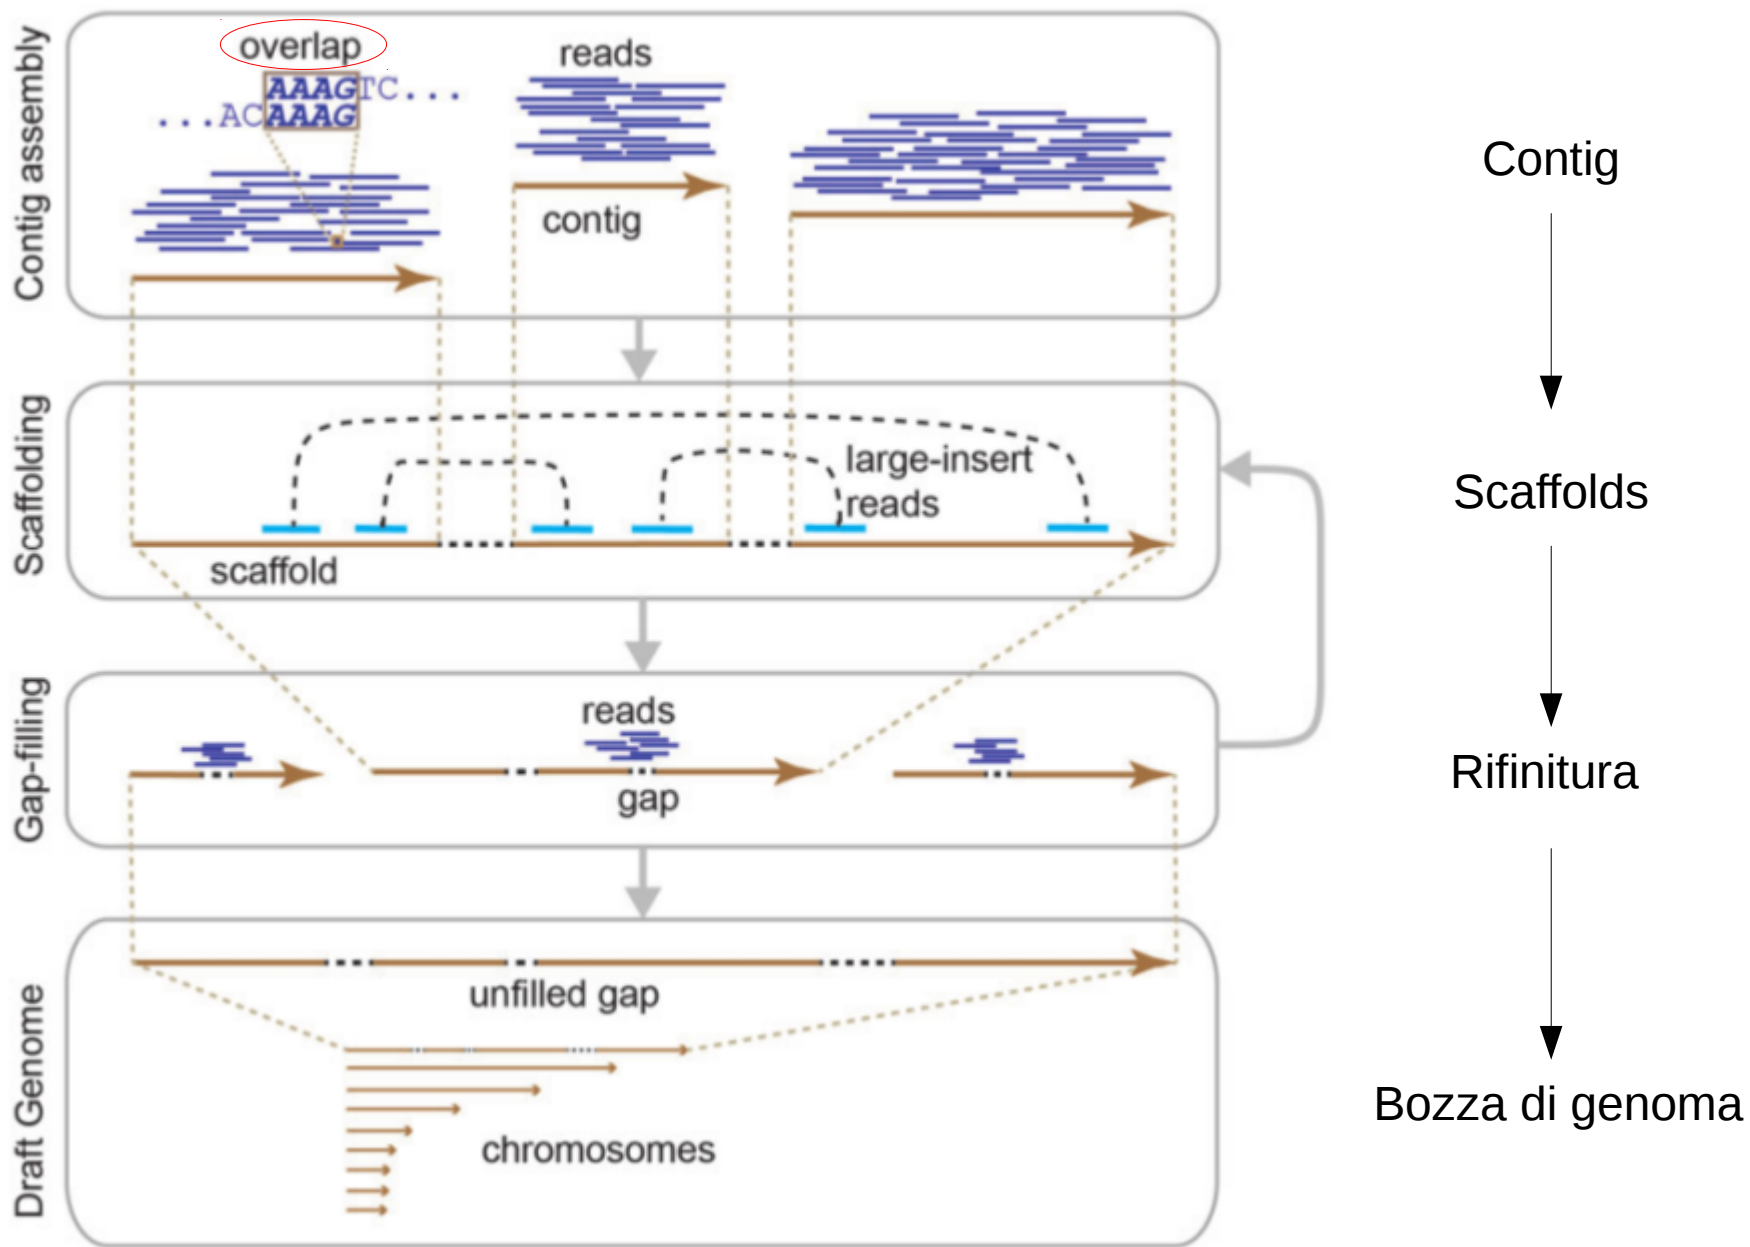 Contig assembly
overlap
AAAGTC...
...ACAAAG
reads
contig
Contig
Scaffolding
large-insert
reads
scaffold
Scaffolds
Gap-filling
reads
gap
Rifinitura
Draft Genome
unfilled gap
chromosomes
Bozza di genoma